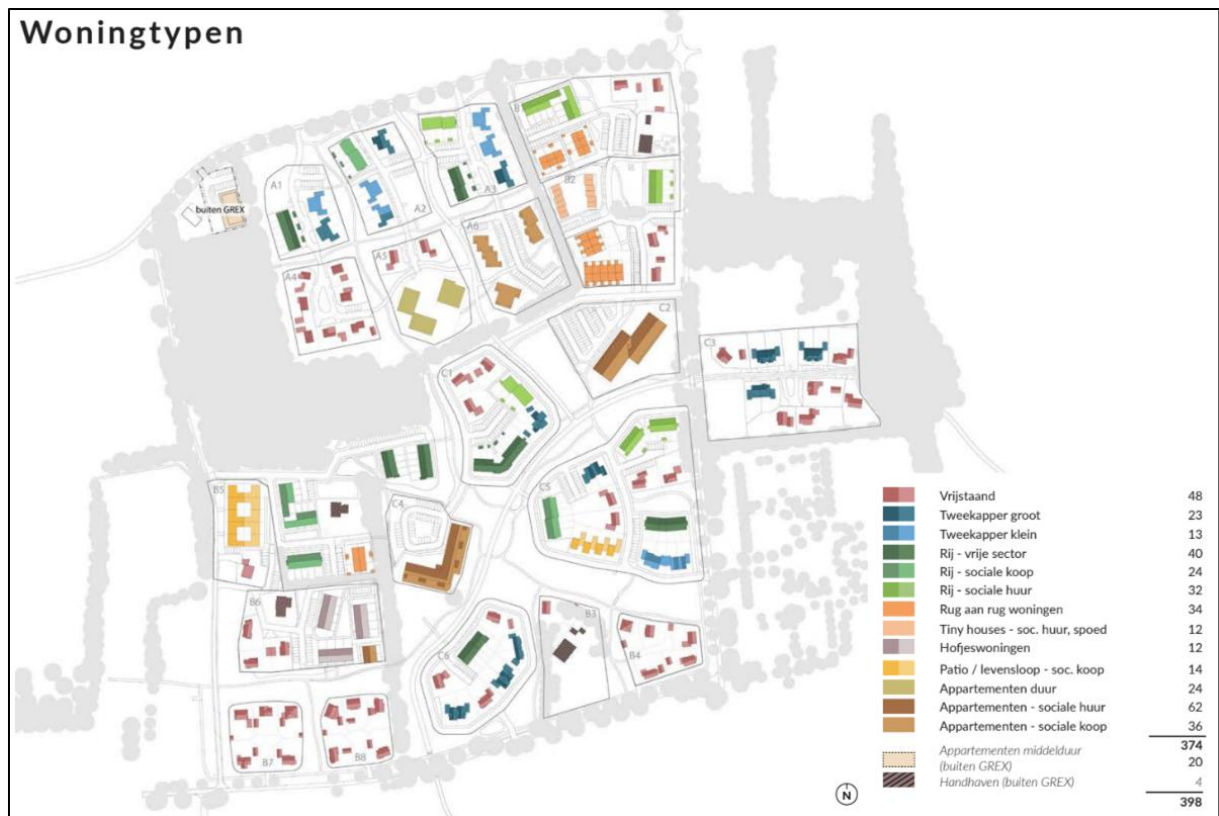 Woningtypen
B
A1
buiten GREX
A2
A3
B2
A6
A5
A4
C2
C3
C1
B5
C4
C5
B6
B3
B4
C6
B7
B8
Vrijstaand 48
Tweekapper groot 23
Tweekapper klein 13
Rij - vrije sector 40
Rij - sociale koop 24
Rij - sociale huur 32
Rug aan rug woningen 34
Tiny houses - soc. huur, spoed 12
Hofjeswoningen 12
Patio / levensloop - soc. koop 14
Appartementen duur 24
Appartementen - sociale huur 62
Appartementen - sociale koop 36
374
Appartementen middelduur 20
(buiten GREX)
Handhaven (buiten GREX) 4
398
N